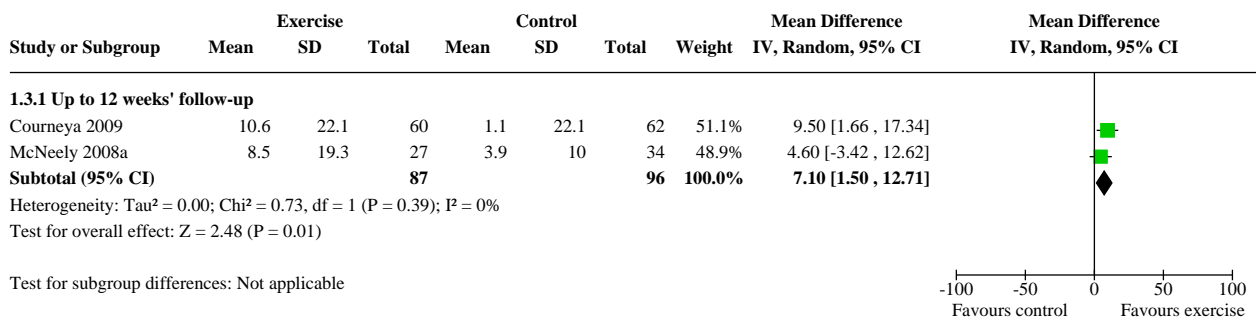 Exercise Control Mean Difference Mean Difference
Study or Subgroup Mean SD Total Mean SD Total Weight IV, Random, 95% CI IV, Random, 95% CI
1.3.1 Up to 12 weeks' follow-up
Courneya 2009 10.6 22.1 60 1.1 22.1 62 51.1% 9.50 [1.66 , 17.34]
McNeely 2008a 8.5 19.3 27 3.9 10 34 48.9% 4.60 [-3.42 , 12.62]
Subtotal (95% CI) 87 96 100.0% 7.10 [1.50 , 12.71]
Heterogeneity: Tau² = 0.00; Chi² = 0.73, df = 1 (P = 0.39); I² = 0%
Test for overall effect: Z = 2.48 (P = 0.01)
Test for subgroup differences: Not applicable
-100 -50 0 50 100
Favours control Favours exercise